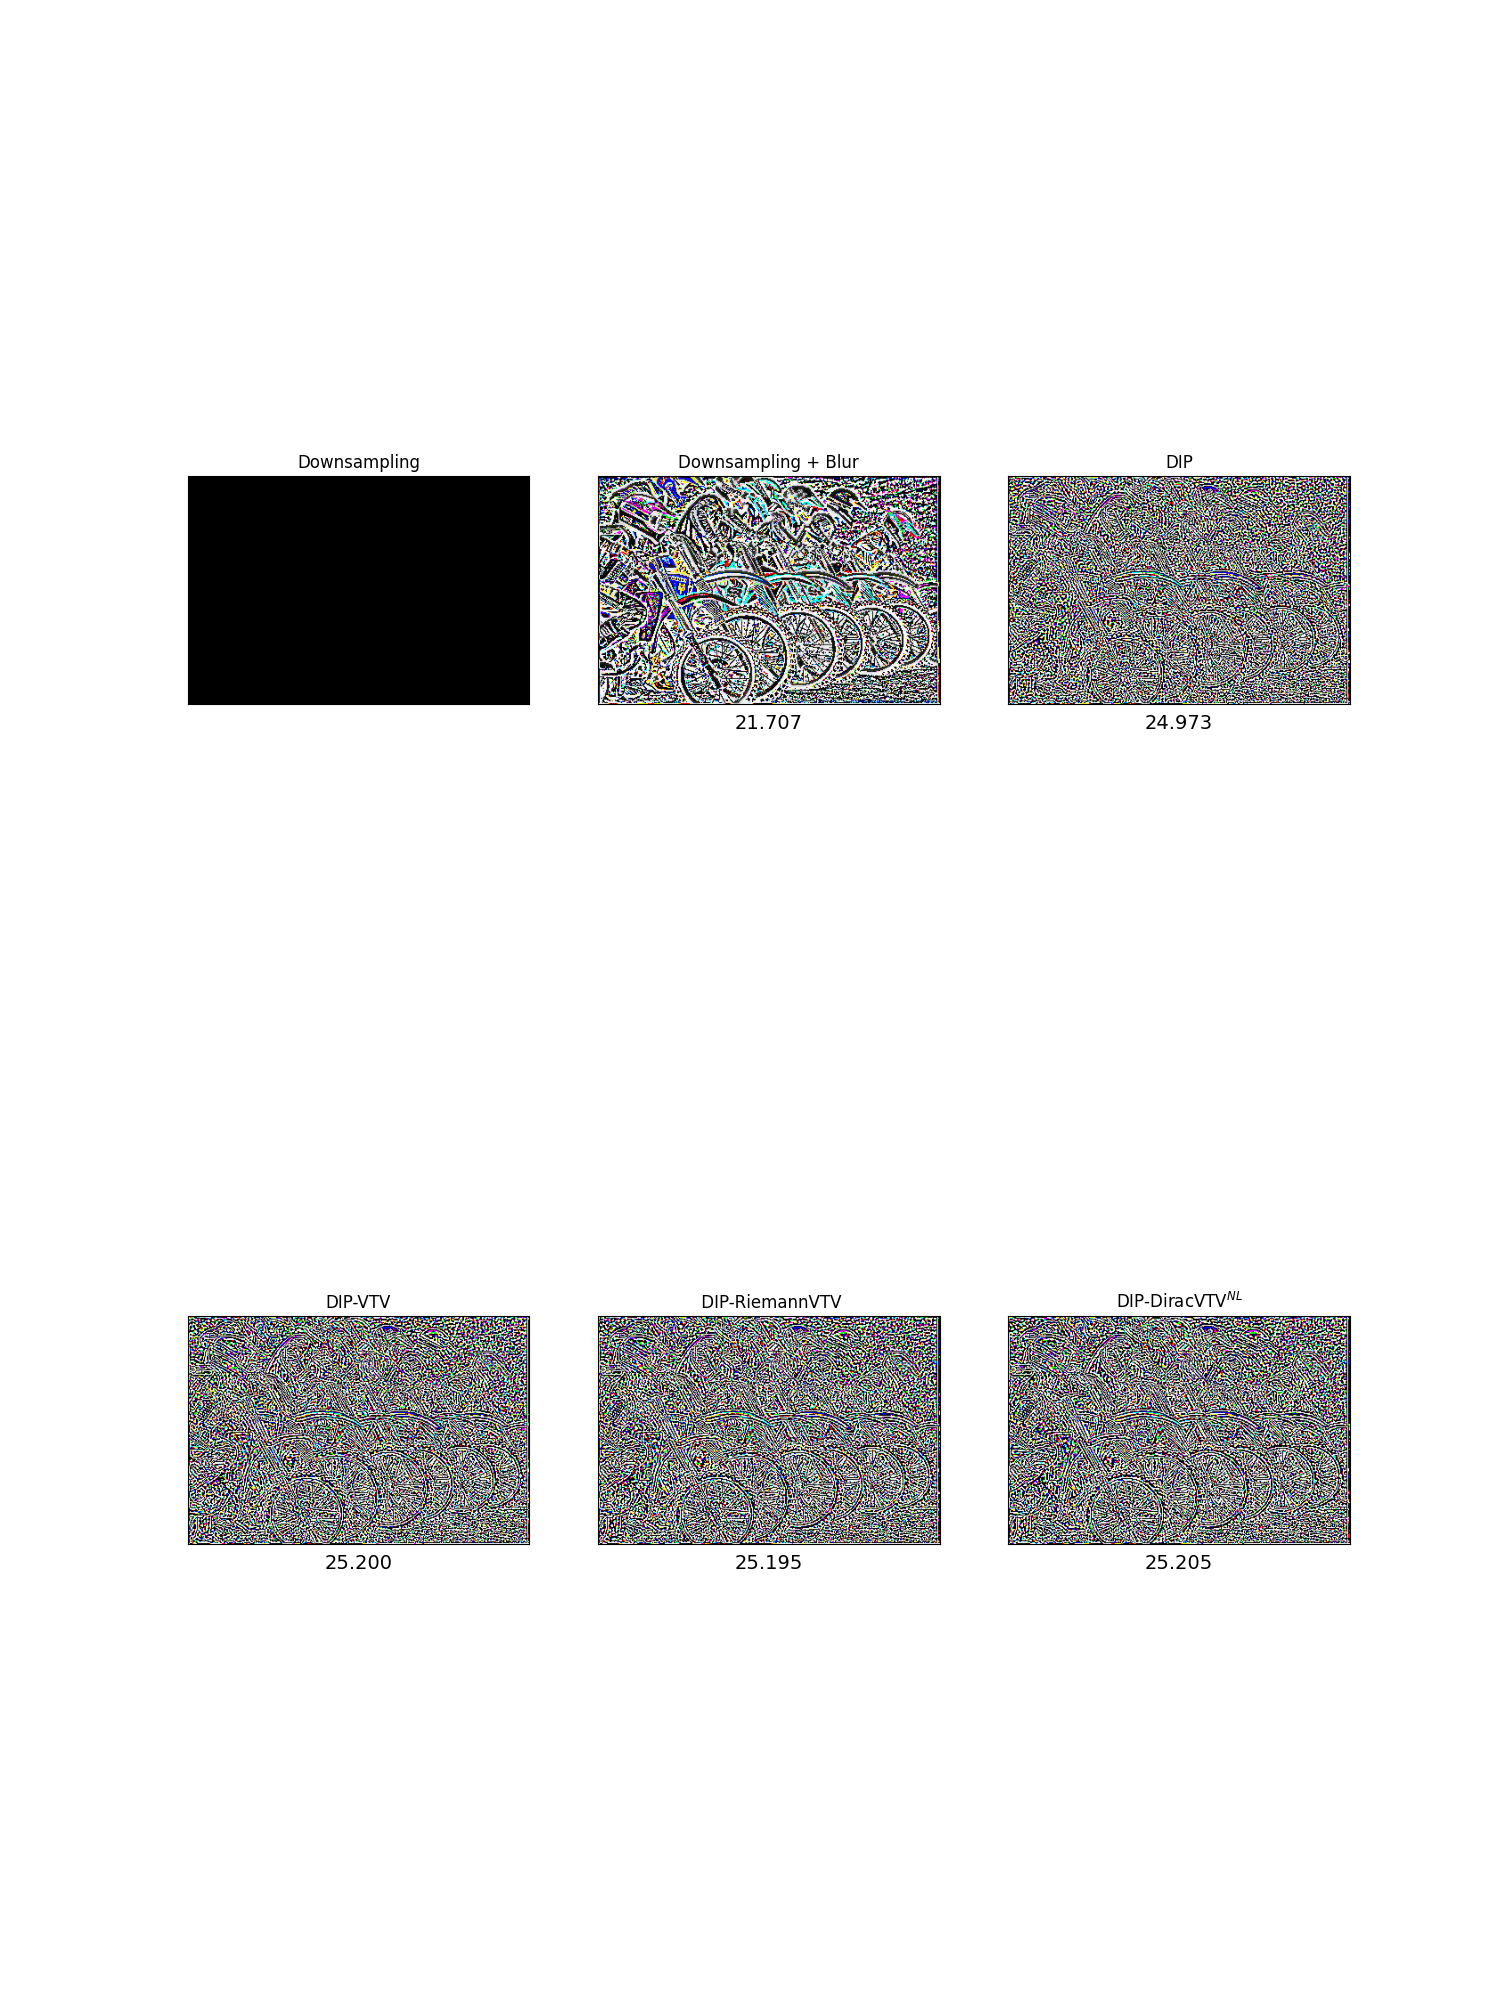 Downsampling
Downsampling + Blur
DIP
21.707
24.973
DIP-VTV
DIP-RiemannVTV
DIP-DiracVTV^{NL}
25.200
25.195
25.205